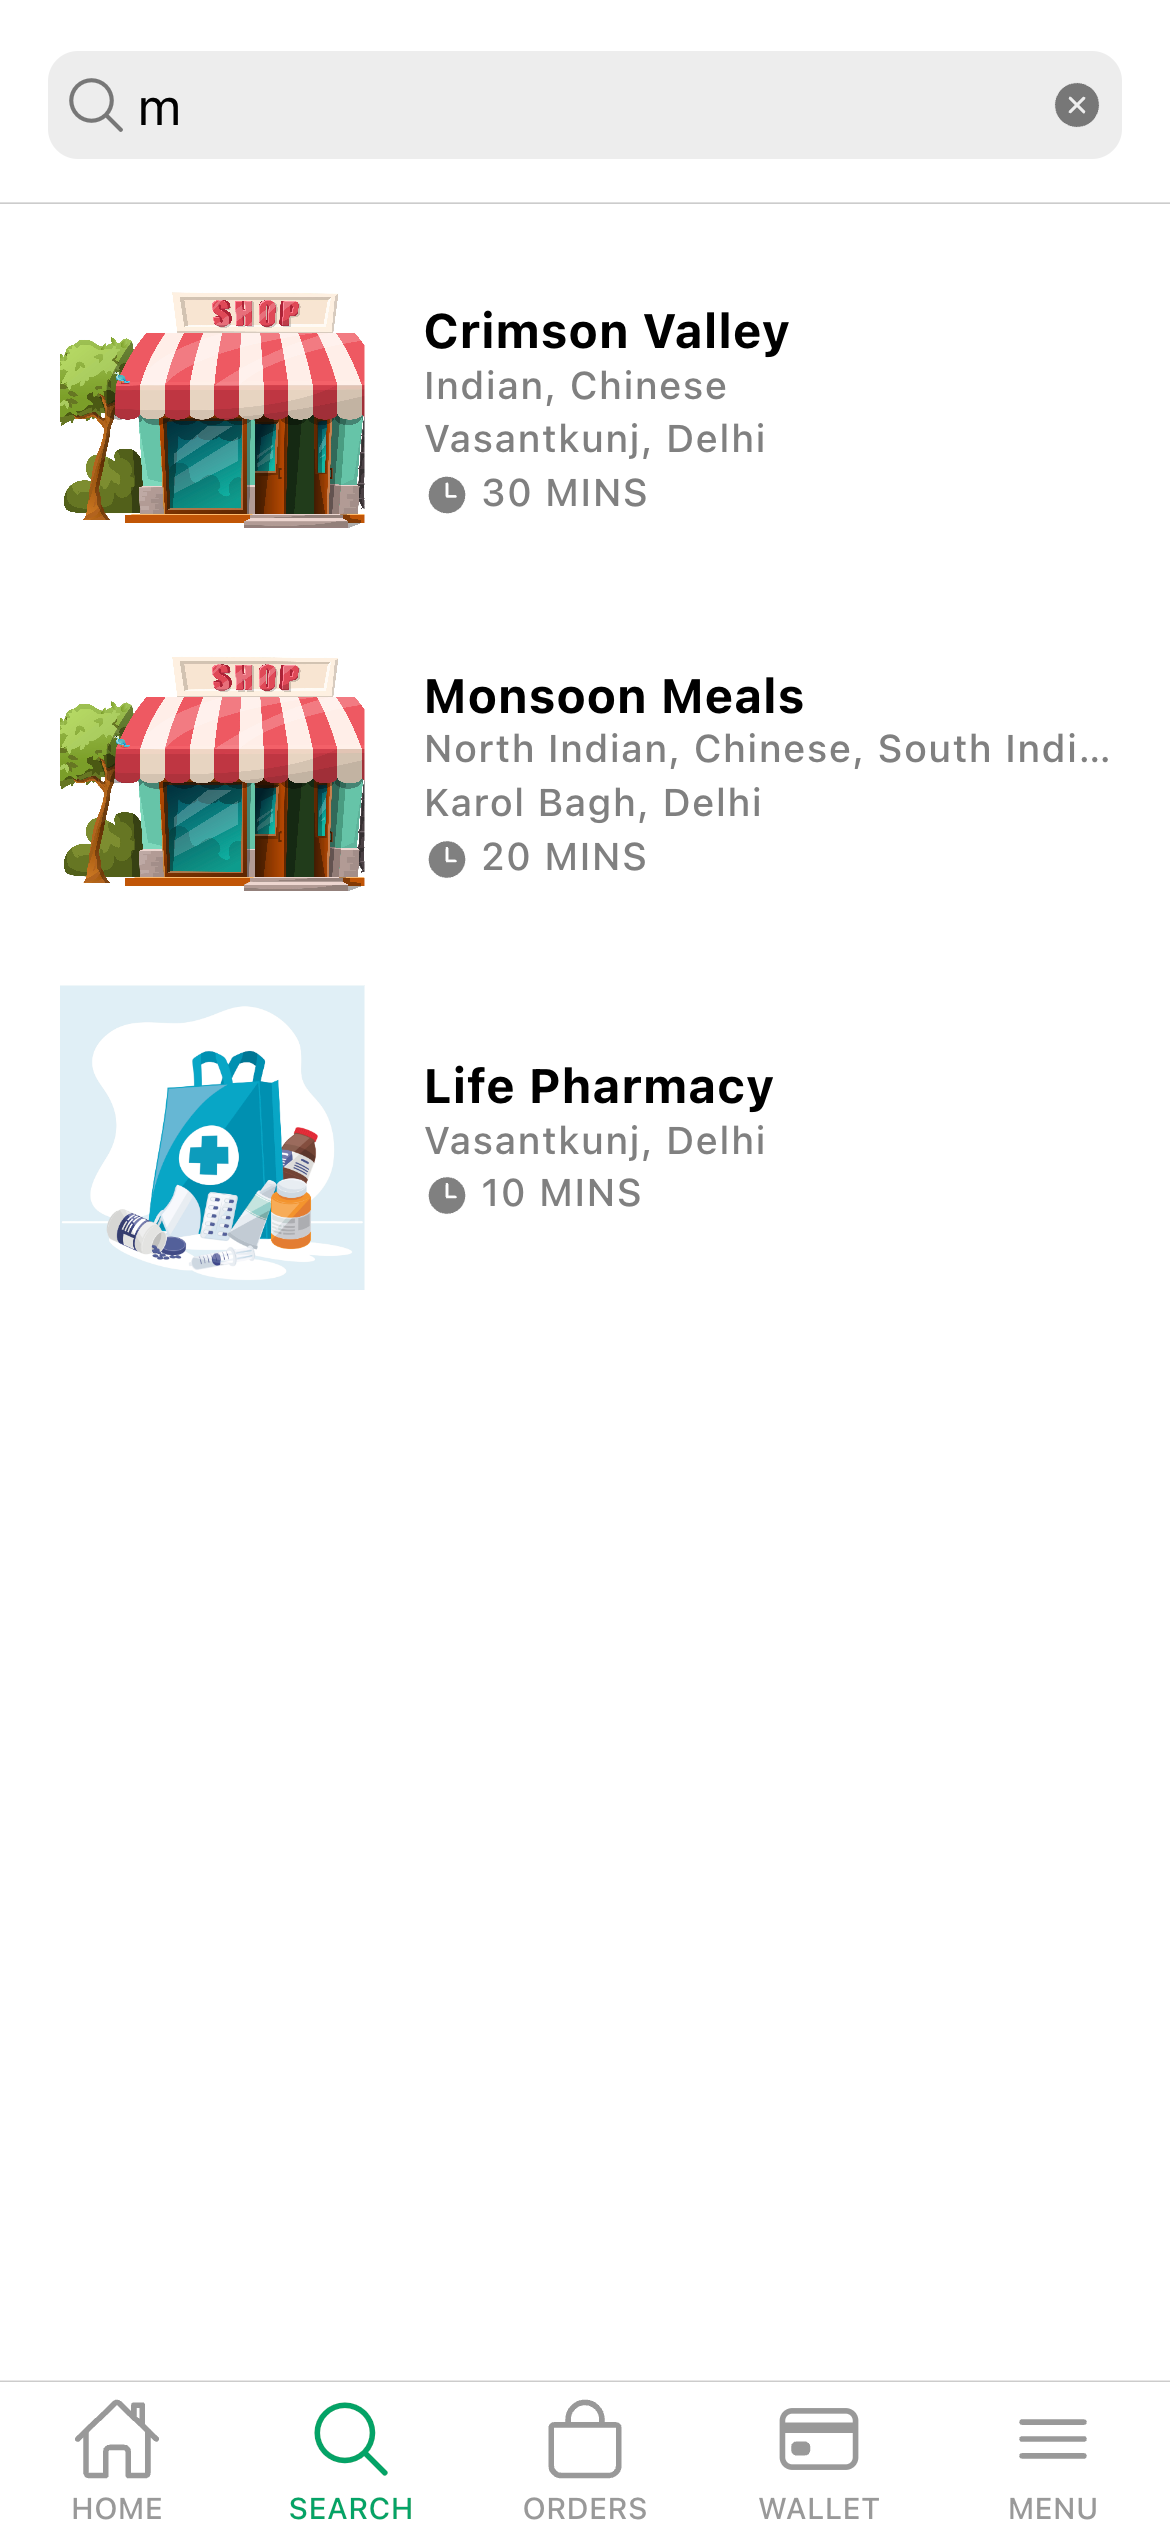 m
SHOP
Crimson Valley
Indian, Chinese
Vasantkunj, Delhi
30 MINS
SHOP
Monsoon Meals
North Indian, Chinese, South Indi...
Karol Bagh, Delhi
20 MINS
Life Pharmacy
Vasantkunj, Delhi
10 MINS
HOME
SEARCH
ORDERS
WALLET
MENU